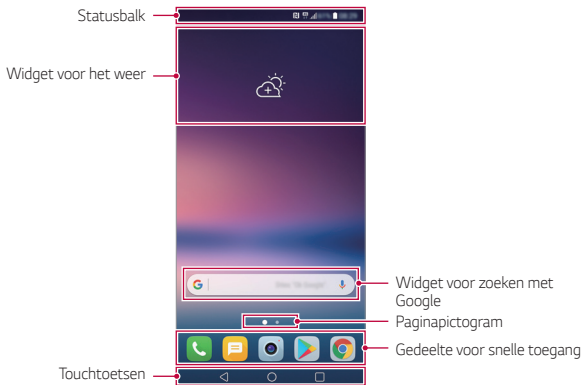 Statusbalk
Widget voor het weer
G
Widget voor zoeken met
Google
Paginapictogram
Gedeelte voor snelle toegang
Touchtoetsen